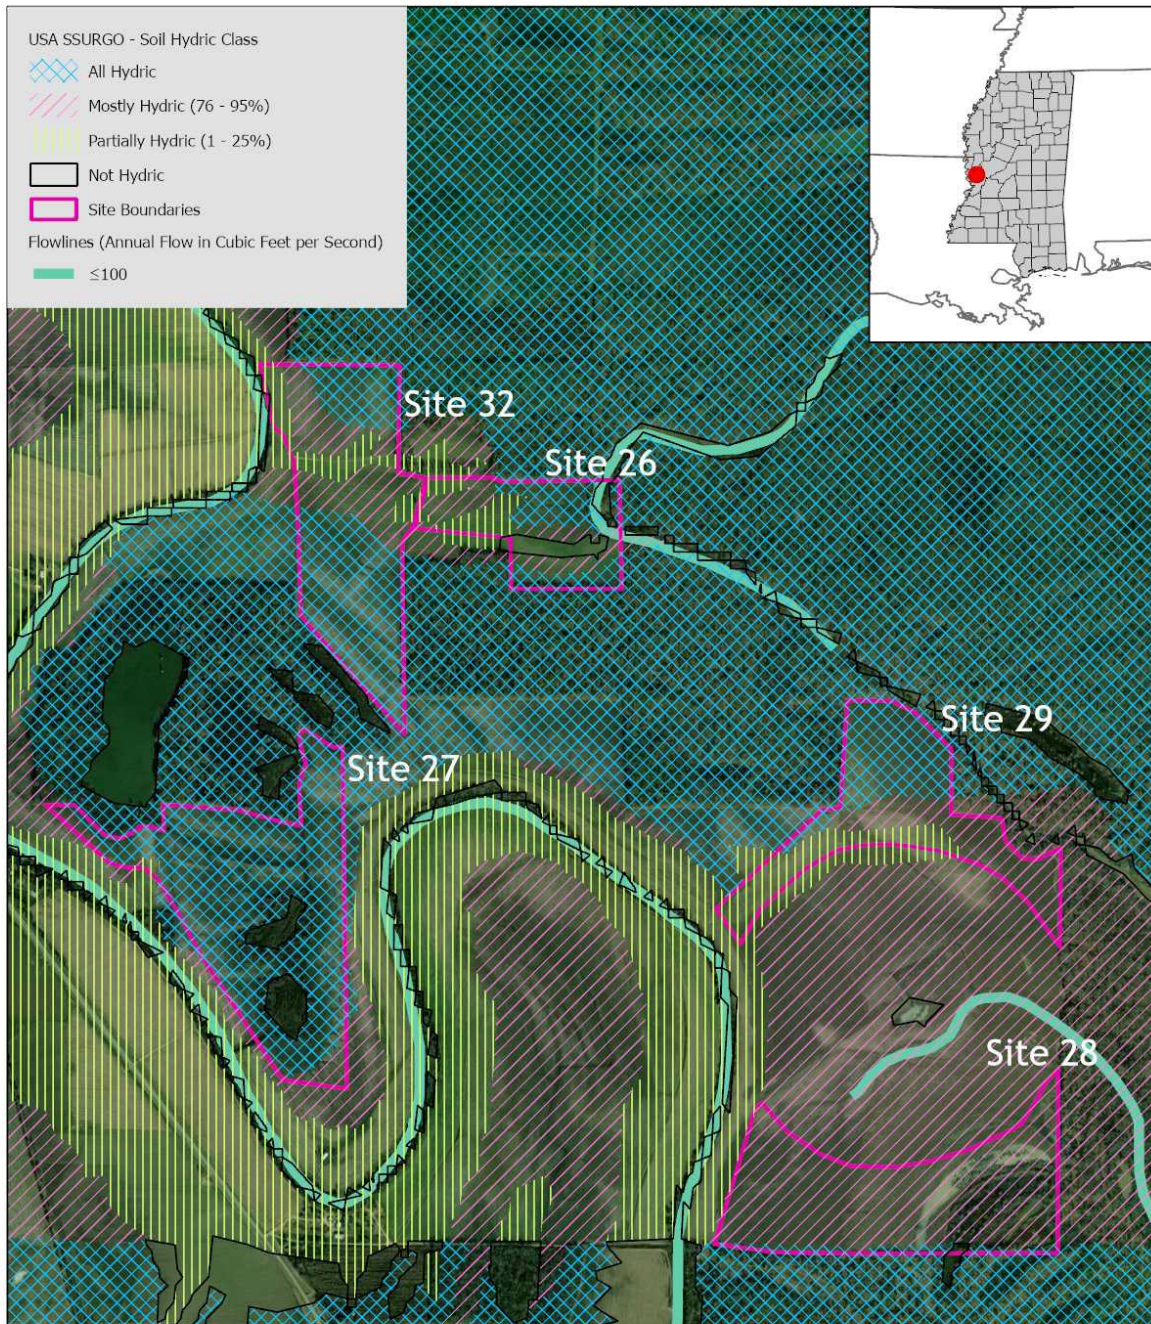 USA SSURGO - Soil Hydric Class
All Hydric
Mostly Hydric (76 - 95%)
Partially Hydric (1 - 25%)
Not Hydric
Site Boundaries
Flowlines (Annual Flow in Cubic Feet per Second)
≤100
Site 32
Site 26
Site 29
Site 27
Site 28